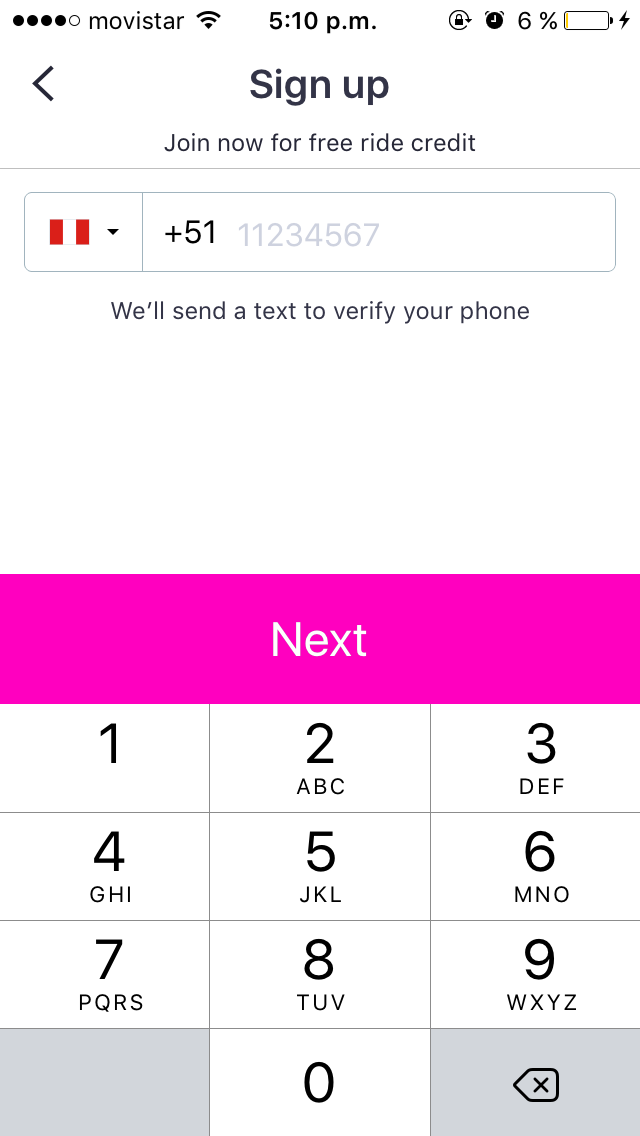 movistar 5:10 p.m. 6 %
Sign up
Join now for free ride credit
+51 11234567
We’ll send a text to verify your phone
Next
1 2 3
ABC DEF
4 5 6
GHI JKL MNO
7 8 9
PQRS TUV WXYZ
0